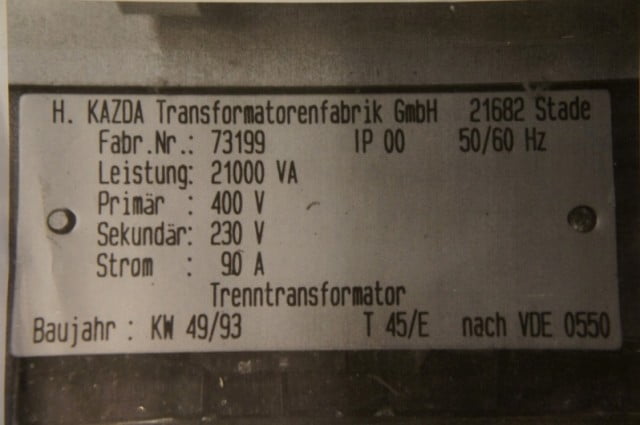 H. KAZDA Transformatorenfabrik GmbH 21682 Stade
Fabr.Nr.: 73199 IP 00 50/60 Hz
Leistung: 21000 VA
Primär : 400 V
Sekundär: 230 V
Strom : 90 A
Trenntransformator
Baujahr : KW 49/93 T 45/E nach VDE 0550